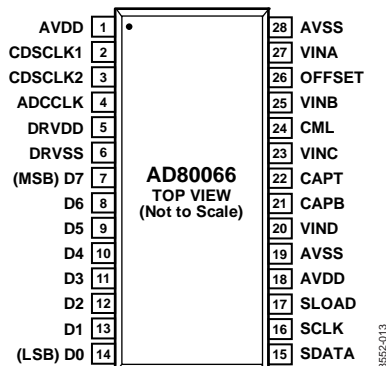 AVDD 1 28 AVSS
CDSCLK1 2 27 VINA
CDSCLK2 3 26 OFFSET
ADCCLK 4 25 VINB
DRVDD 5 24 CML
DRVSS 6 23 VINC
(MSB) D7 7 AD80066 22 CAPT
TOP VIEW
D6 8 (Not to Scale) 21 CAPB
D5 9 20 VIND
D4 10 19 AVSS
D3 11 18 AVDD
D2 12 17 SLOAD
D1 13 16 SCLK
(LSB) D0 14 15 SDATA
8552-013